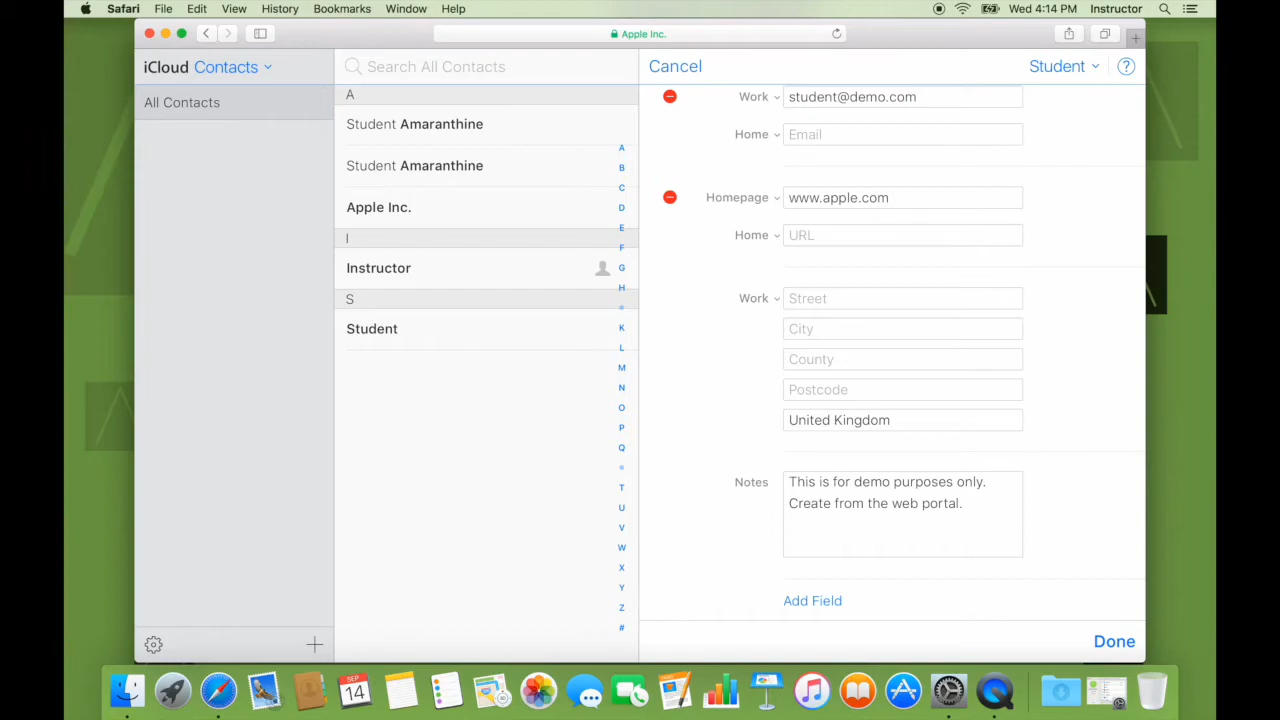 Safari File Edit View History Bookmarks Window Help Wed 4:14 PM Instructor
Apple Inc.
iCloud Contacts
Search All Contacts
Cancel
Student
?
All Contacts
A
Student Amaranthine
Student Amaranthine
Apple Inc.
I
Instructor
S
Student
A
B
C
D
E
F
G
H
K
L
M
N
O
P
Q
T
U
V
W
X
Y
Z
#
Work student@demo.com
Home Email
Homepage www.apple.com
Home URL
Work Street
City
County
Postcode
United Kingdom
Notes This is for demo purposes only.
Create from the web portal.
Add Field
Done
SEP
14